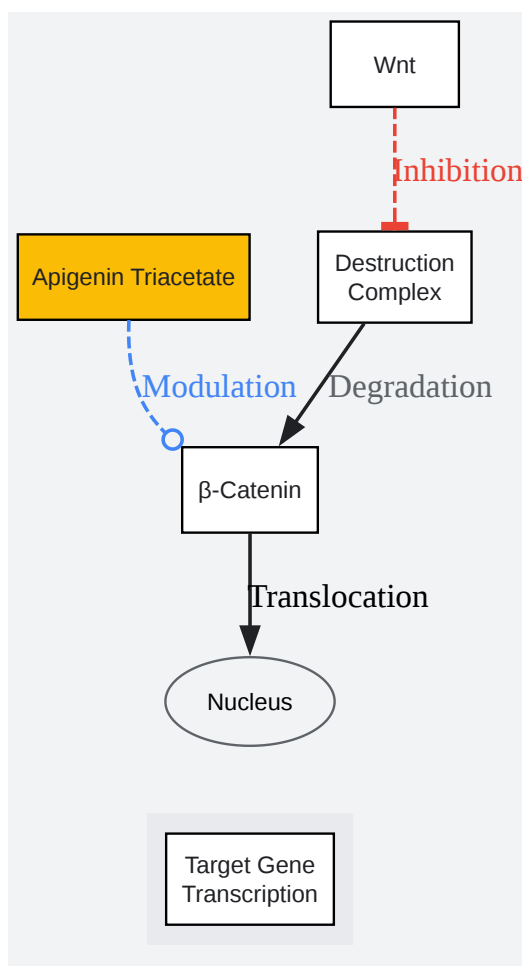 Wnt
Inhibition
Apigenin Triacetate
Destruction
Complex
Modulation
Degradation
β-Catenin
Translocation
Nucleus
Target Gene
Transcription